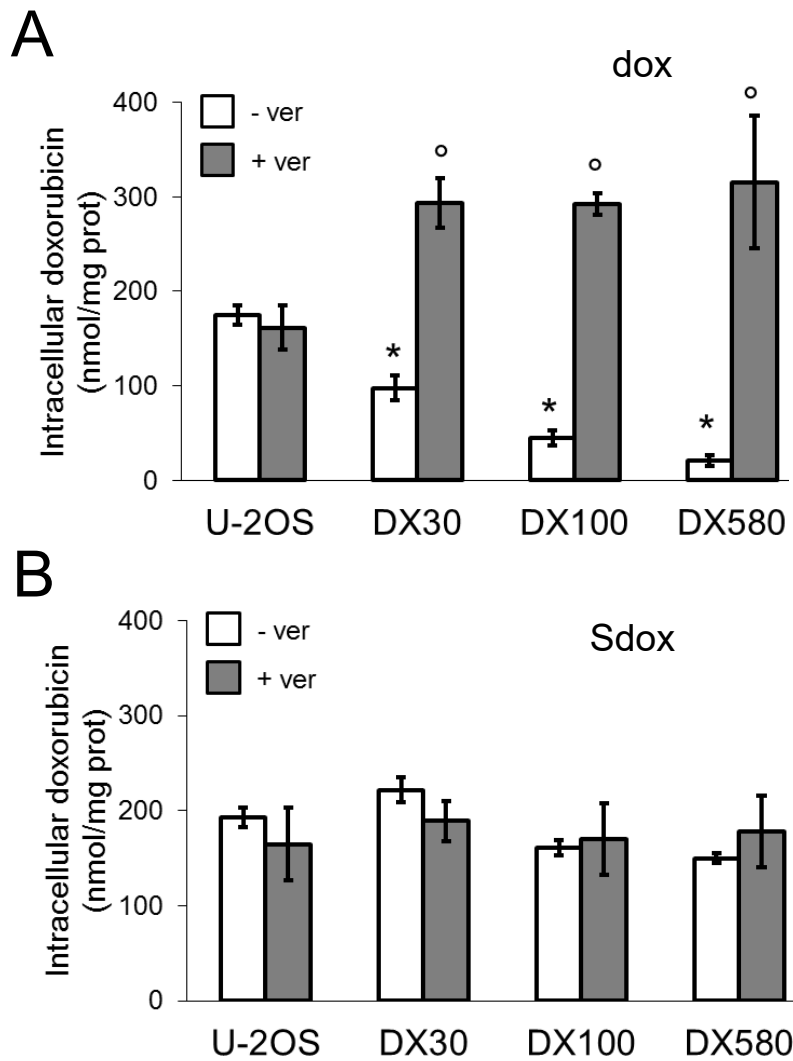 A
dox
Intracellular doxorubicin
(nmol/mg prot)
400
300
200
100
0
- ver
+ ver
°
°
°
*
*
*
U-2OS
DX30
DX100
DX580
B
Sdox
Intracellular doxorubicin
(nmol/mg prot)
400
300
200
100
0
- ver
+ ver
U-2OS
DX30
DX100
DX580